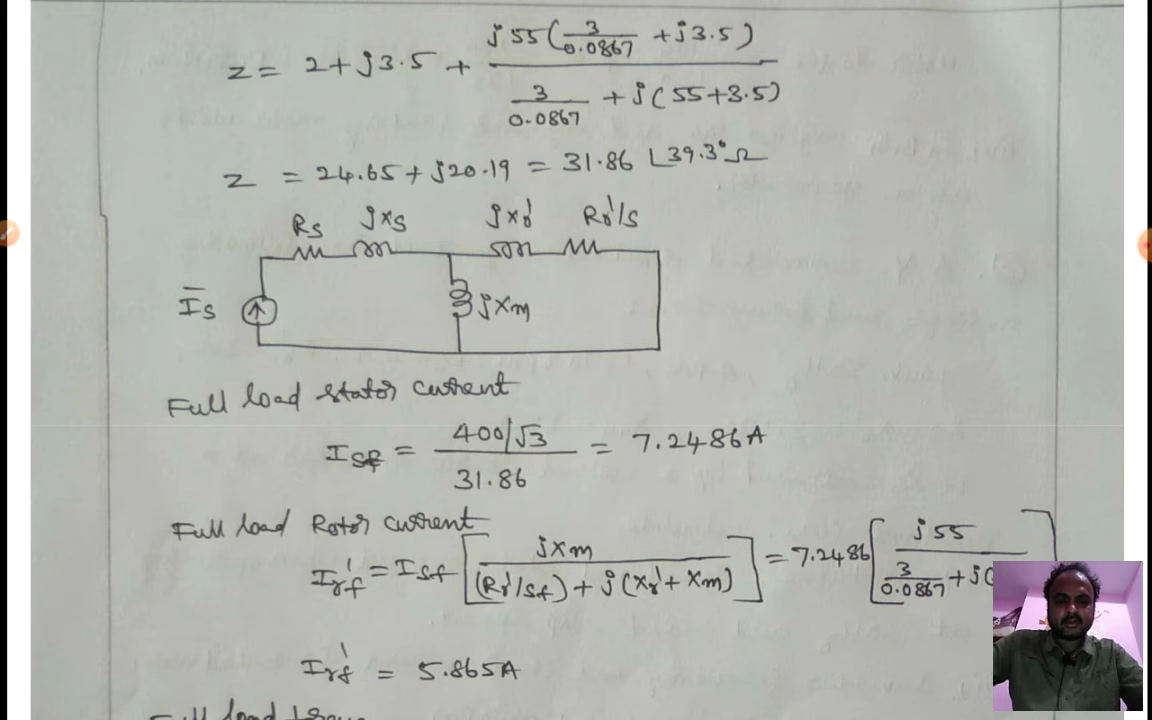 Z = 2+j3.5 + j55(3/0.0867 +j3.5) / 3/0.0867 + j(55+3.5)
Z = 24.65+j20.19 = 31.86 ∟39.3°Ω
Rs jxs jxr' Rr'/s
Īs jXm
Full load stator current
Isf = 400/√3 / 31.86 = 7.2486A
Full load Rotor current
Irf' = Isf [jxm / (Rr'/sf) + j(xr'+xm)] = 7.2486 [j55 / 3/0.0867 +j(
Irf' = 5.865A
Full load